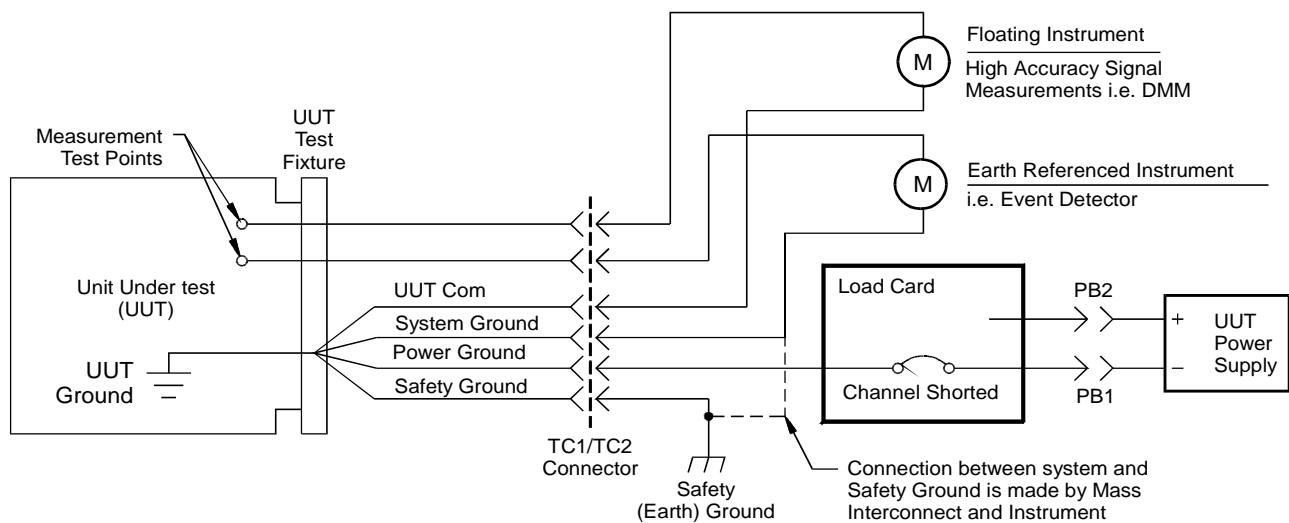 Floating Instrument
M
High Accuracy Signal
Measurements i.e. DMM
UUT
Test
Fixture
Measurement
Test Points
Earth Referenced Instrument
M
i.e. Event Detector
Unit Under test
(UUT)
UUT Com
System Ground
Power Ground
Safety Ground
UUT
Ground
Load Card
Channel Shorted
PB2
PB1
+
−
UUT
Power
Supply
TC1/TC2
Connector
Safety
(Earth) Ground
Connection between system and
Safety Ground is made by Mass
Interconnect and Instrument